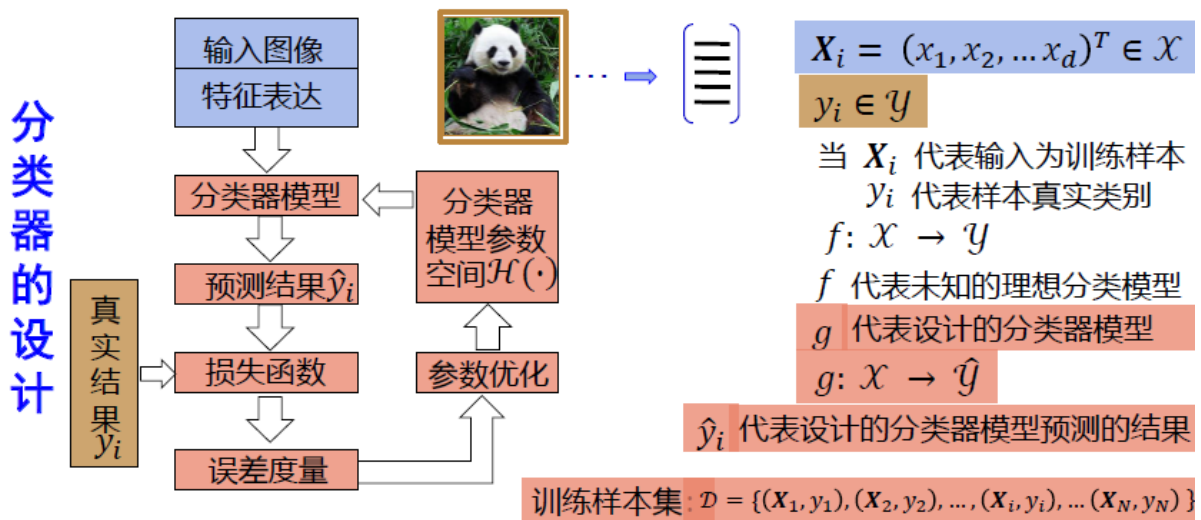 分类器的设计
输入图像
特征表达
分类器模型
预测结果ŷᵢ
损失函数
误差度量
真实结果yᵢ
分类器
模型参数
空间ℋ(·)
参数优化
...
𝑿ᵢ = (x₁, x₂, … x_d)ᵀ ∈ 𝒳
yᵢ ∈ 𝒴
当 𝑿ᵢ 代表输入为训练样本
yᵢ 代表样本真实类别
f: 𝒳 → 𝒴
f 代表未知的理想分类模型
g 代表设计的分类器模型
g: 𝒳 → 𝒴̂
ŷᵢ 代表设计的分类器模型预测的结果
训练样本集: 𝒟 = {(𝑿₁, y₁), (𝑿₂, y₂), …, (𝑿ᵢ, yᵢ), … (𝑿_N, y_N) }